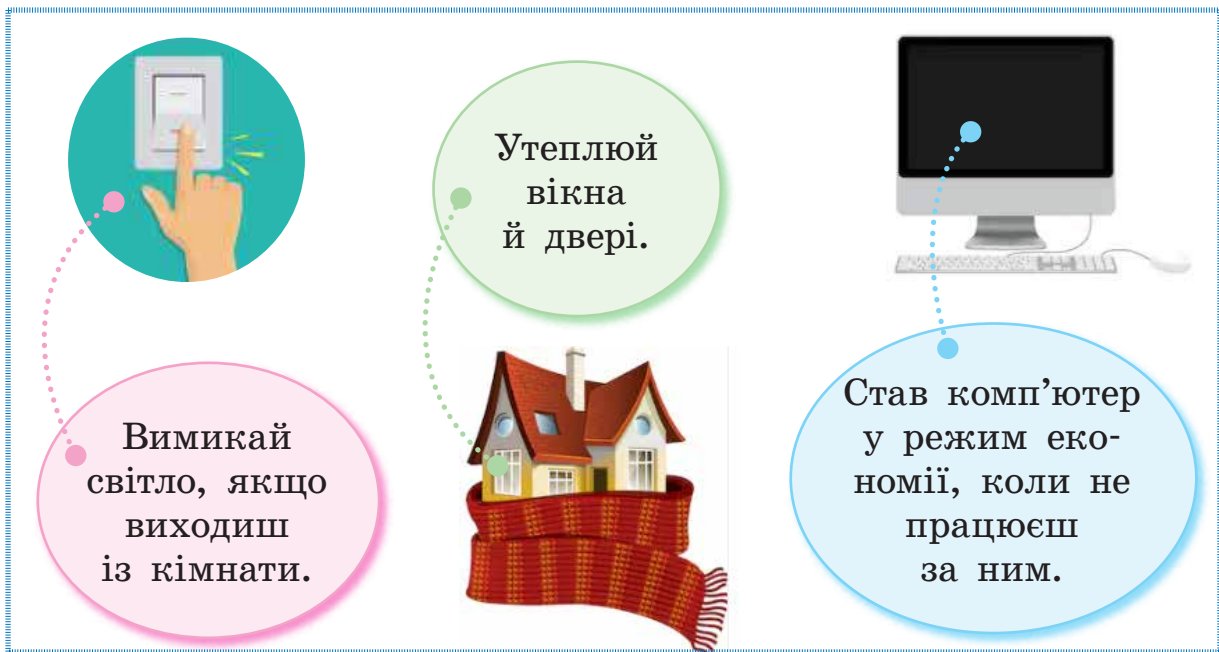 Вимикай
світло, якщо
виходиш
із кімнати.
Утеплюй
вікна
й двері.
Став комп’ютер
у режим еко-
номії, коли не
працюєш
за ним.